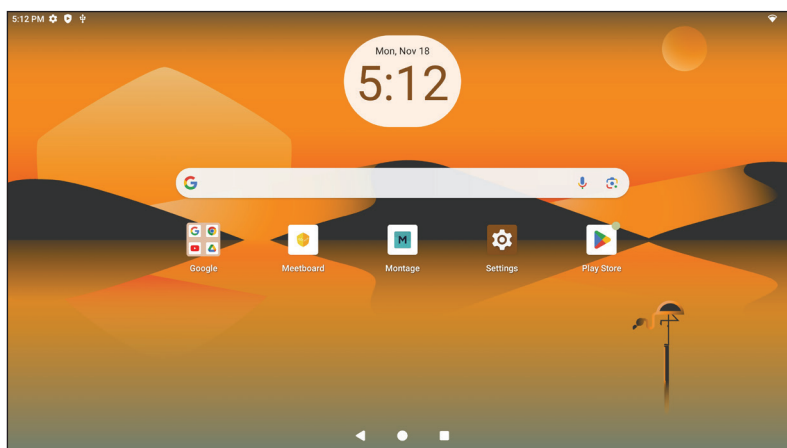 5:12 PM
Mon, Nov 18
5:12
Google
Meetboard
M
Montage
Settings
Play Store